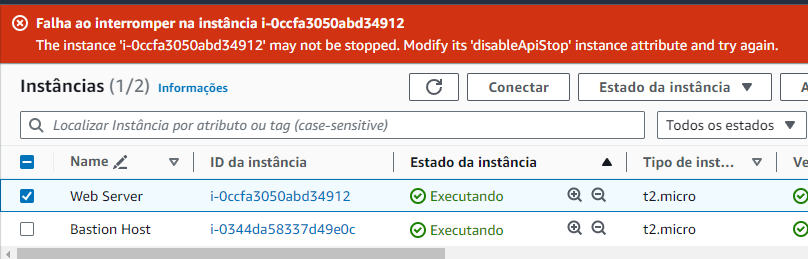 Falha ao interromper na instância i-0ccfa3050abd34912
The instance 'i-0ccfa3050abd34912' may not be stopped. Modify its 'disableApiStop' instance attribute and try again.
Instâncias (1/2) Informações Conectar Estado da instância
Localizar Instância por atributo ou tag (case-sensitive) Todos os estados
Name ID da instância Estado da instância Tipo de inst...
Web Server i-0ccfa3050abd34912 Executando t2.micro
Bastion Host i-0344da58337d49e0c Executando t2.micro